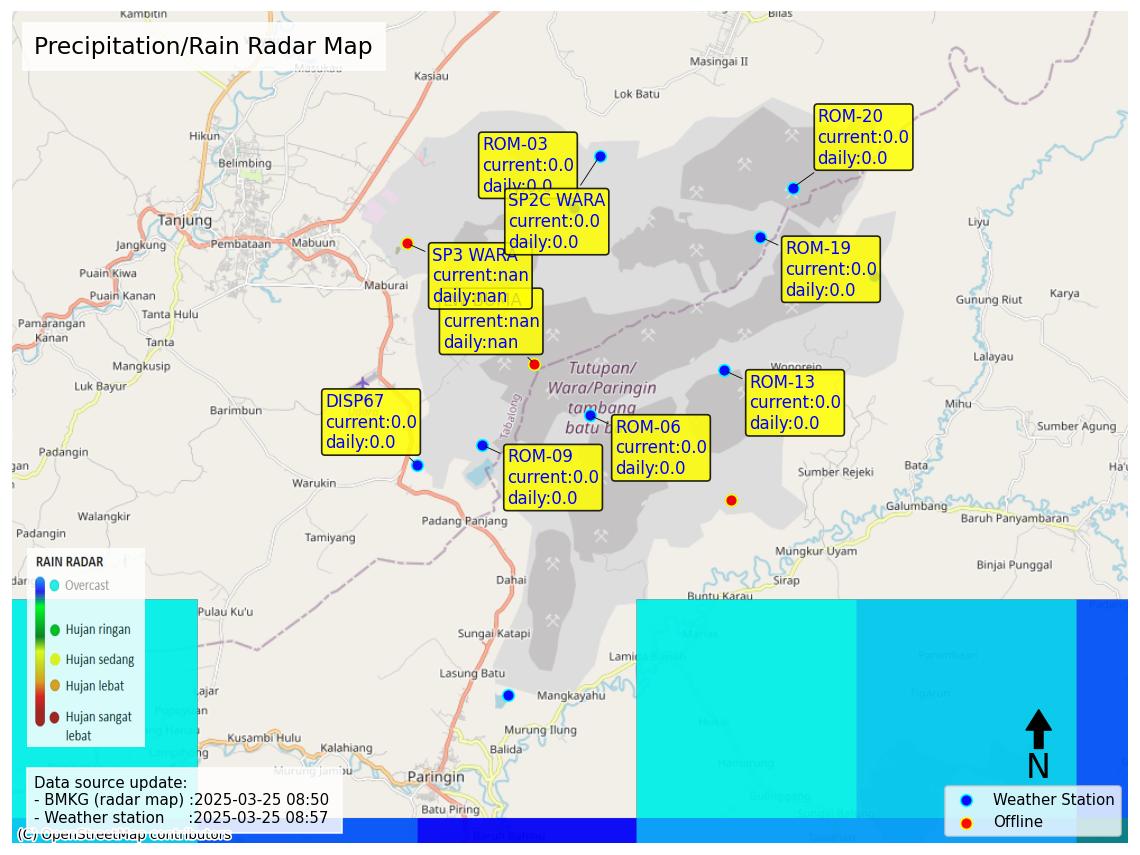 Kambitin
Bilas
Precipitation/Rain Radar Map
Masukau
Masingai II
Kasiau
Lok Batu
ROM-20
current:0.0
daily:0.0
Hikun
ROM-03
current:0.0
daily:0.0
Belimbing
SP2C WARA
current:0.0
daily:0.0
Tanjung
Liyu
Jangkung
Pembataan
Mabuun
ROM-19
current:0.0
daily:0.0
SP3 WARA
current:nan
daily:nan
Puain Kiwa
Maburai
Puain Kanan
Karya
Gunung Riut
Tanta Hulu
current:nan
daily:nan
Pamarangan
Kanan
Tanta
Lalayau
Mangkusip
Tutupan/
Wara/Paringin
tambang
batu b
Wonorejo
Luk Bayur
ROM-13
current:0.0
daily:0.0
Barimbun
DISP67
current:0.0
daily:0.0
Tabalong
Mihu
ROM-06
current:0.0
daily:0.0
Sumber Agung
Padangin
ROM-09
current:0.0
daily:0.0
Bata
Sumber Rejeki
Warukin
Galumbang
Walangkir
Padang Panjang
Baruh Panyambaran
Padangin
Tamiyang
Mungkur Uyam
Binjai Punggal
RAIN RADAR
Overcast
Hujan ringan
Hujan sedang
Hujan lebat
Hujan sangat
lebat
Dahai
Sirap
Buntu Karau
Pulau Ku'u
Sungai Katapi
Lasung Batu
Mangkayahu
Murung Ilung
Kusambi Hulu
Kalahiang
Balida
Murung Jambu
Paringin
Batu Piring
N
Data source update:
- BMKG (radar map) :2025-03-25 08:50
- Weather station :2025-03-25 08:57
(C) OpenStreetMap contributors
Weather Station
Offline